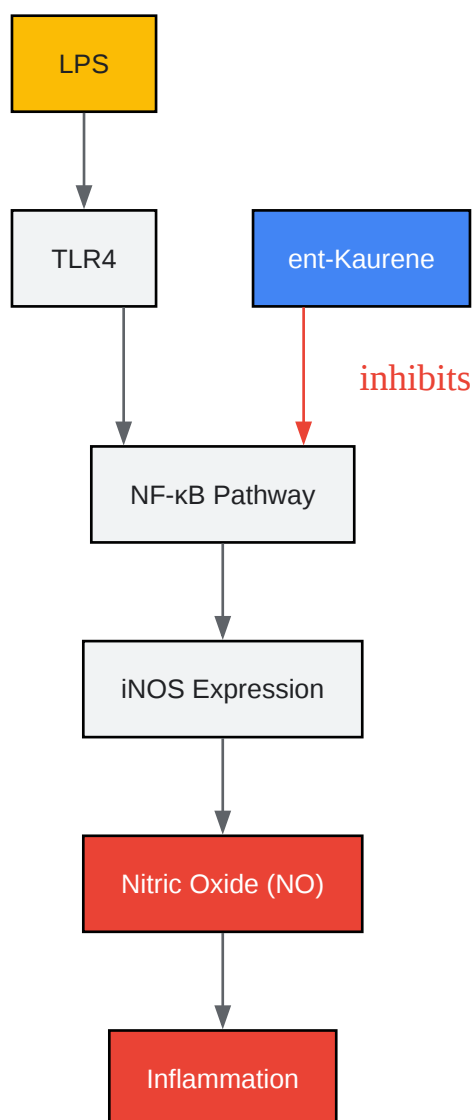 LPS
TLR4
ent-Kaurene
inhibits
NF-κB Pathway
iNOS Expression
Nitric Oxide (NO)
Inflammation